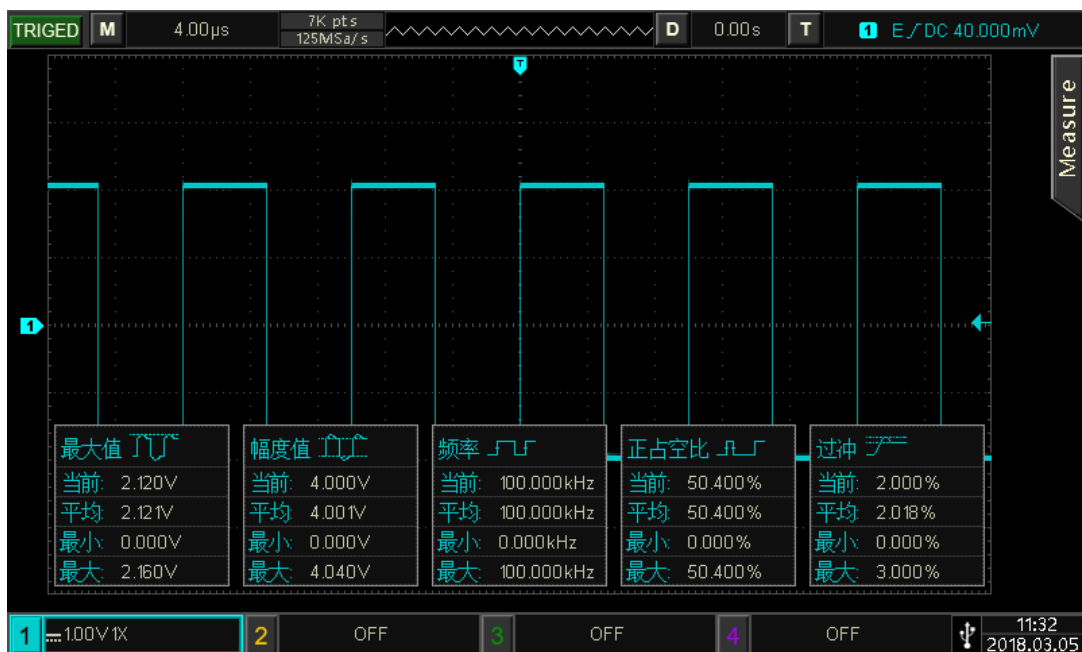 TRIGED M 4.00μs 7K pts D 0.00s T 1 E DC 40.000mV
125MSa/s
T
Measure
1
最大值 幅度值 频率 正占空比 过冲
当前: 2.120V 当前: 4.000V 当前: 100.000kHz 当前: 50.400% 当前: 2.000%
平均: 2.121V 平均: 4.001V 平均: 100.000kHz 平均: 50.400% 平均: 2.018%
最小: 0.000V 最小: 0.000V 最小: 0.000kHz 最小: 0.000% 最小: 0.000%
最大: 2.160V 最大: 4.040V 最大: 100.000kHz 最大: 50.400% 最大: 3.000%
1 1.00V 1X 2 OFF 3 OFF 4 OFF 11:32
2018.03.05